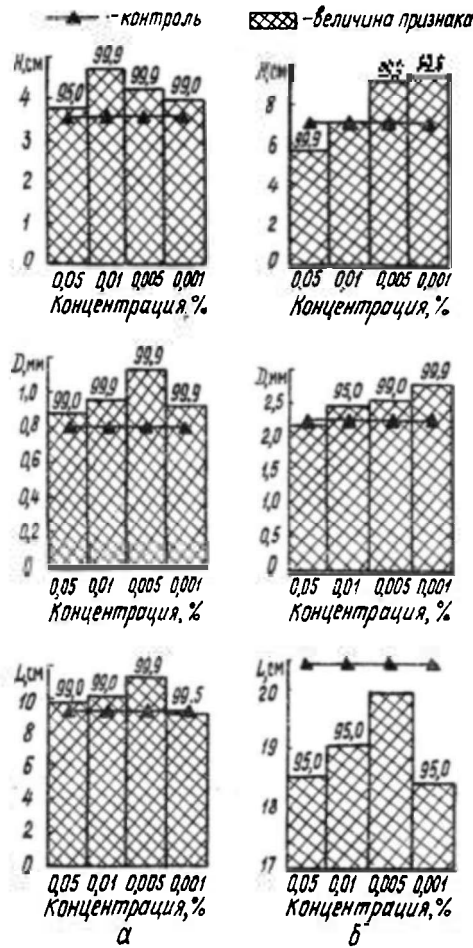 -контроль
-величина признака
H,см
95,0
99,9
99,9
99,0
4
3
2
1
0
0,05 0,01 0,005 0,001
Концентрация,%
H,см
99,9
8
6
4
2
0
0,05 0,01 0,005 0,001
Концентрация,%
D,мм
99,0
99,9
99,9
99,9
1,0
0,8
0,6
0,4
0,2
0
0,05 0,01 0,005 0,001
Концентрация,%
D,мм
95,0
99,0
99,9
2,5
2,0
1,5
1,0
0,5
0
0,05 0,01 0,005 0,001
Концентрация,%
L,см
99,0
99,0
99,9
99,5
10
8
6
4
2
0
0,05 0,01 0,005 0,001
Концентрация,%
а
L,см
20
95,0
95,0
95,0
19
18
17
0,05 0,01 0,005 0,001
Концентрация,%
б